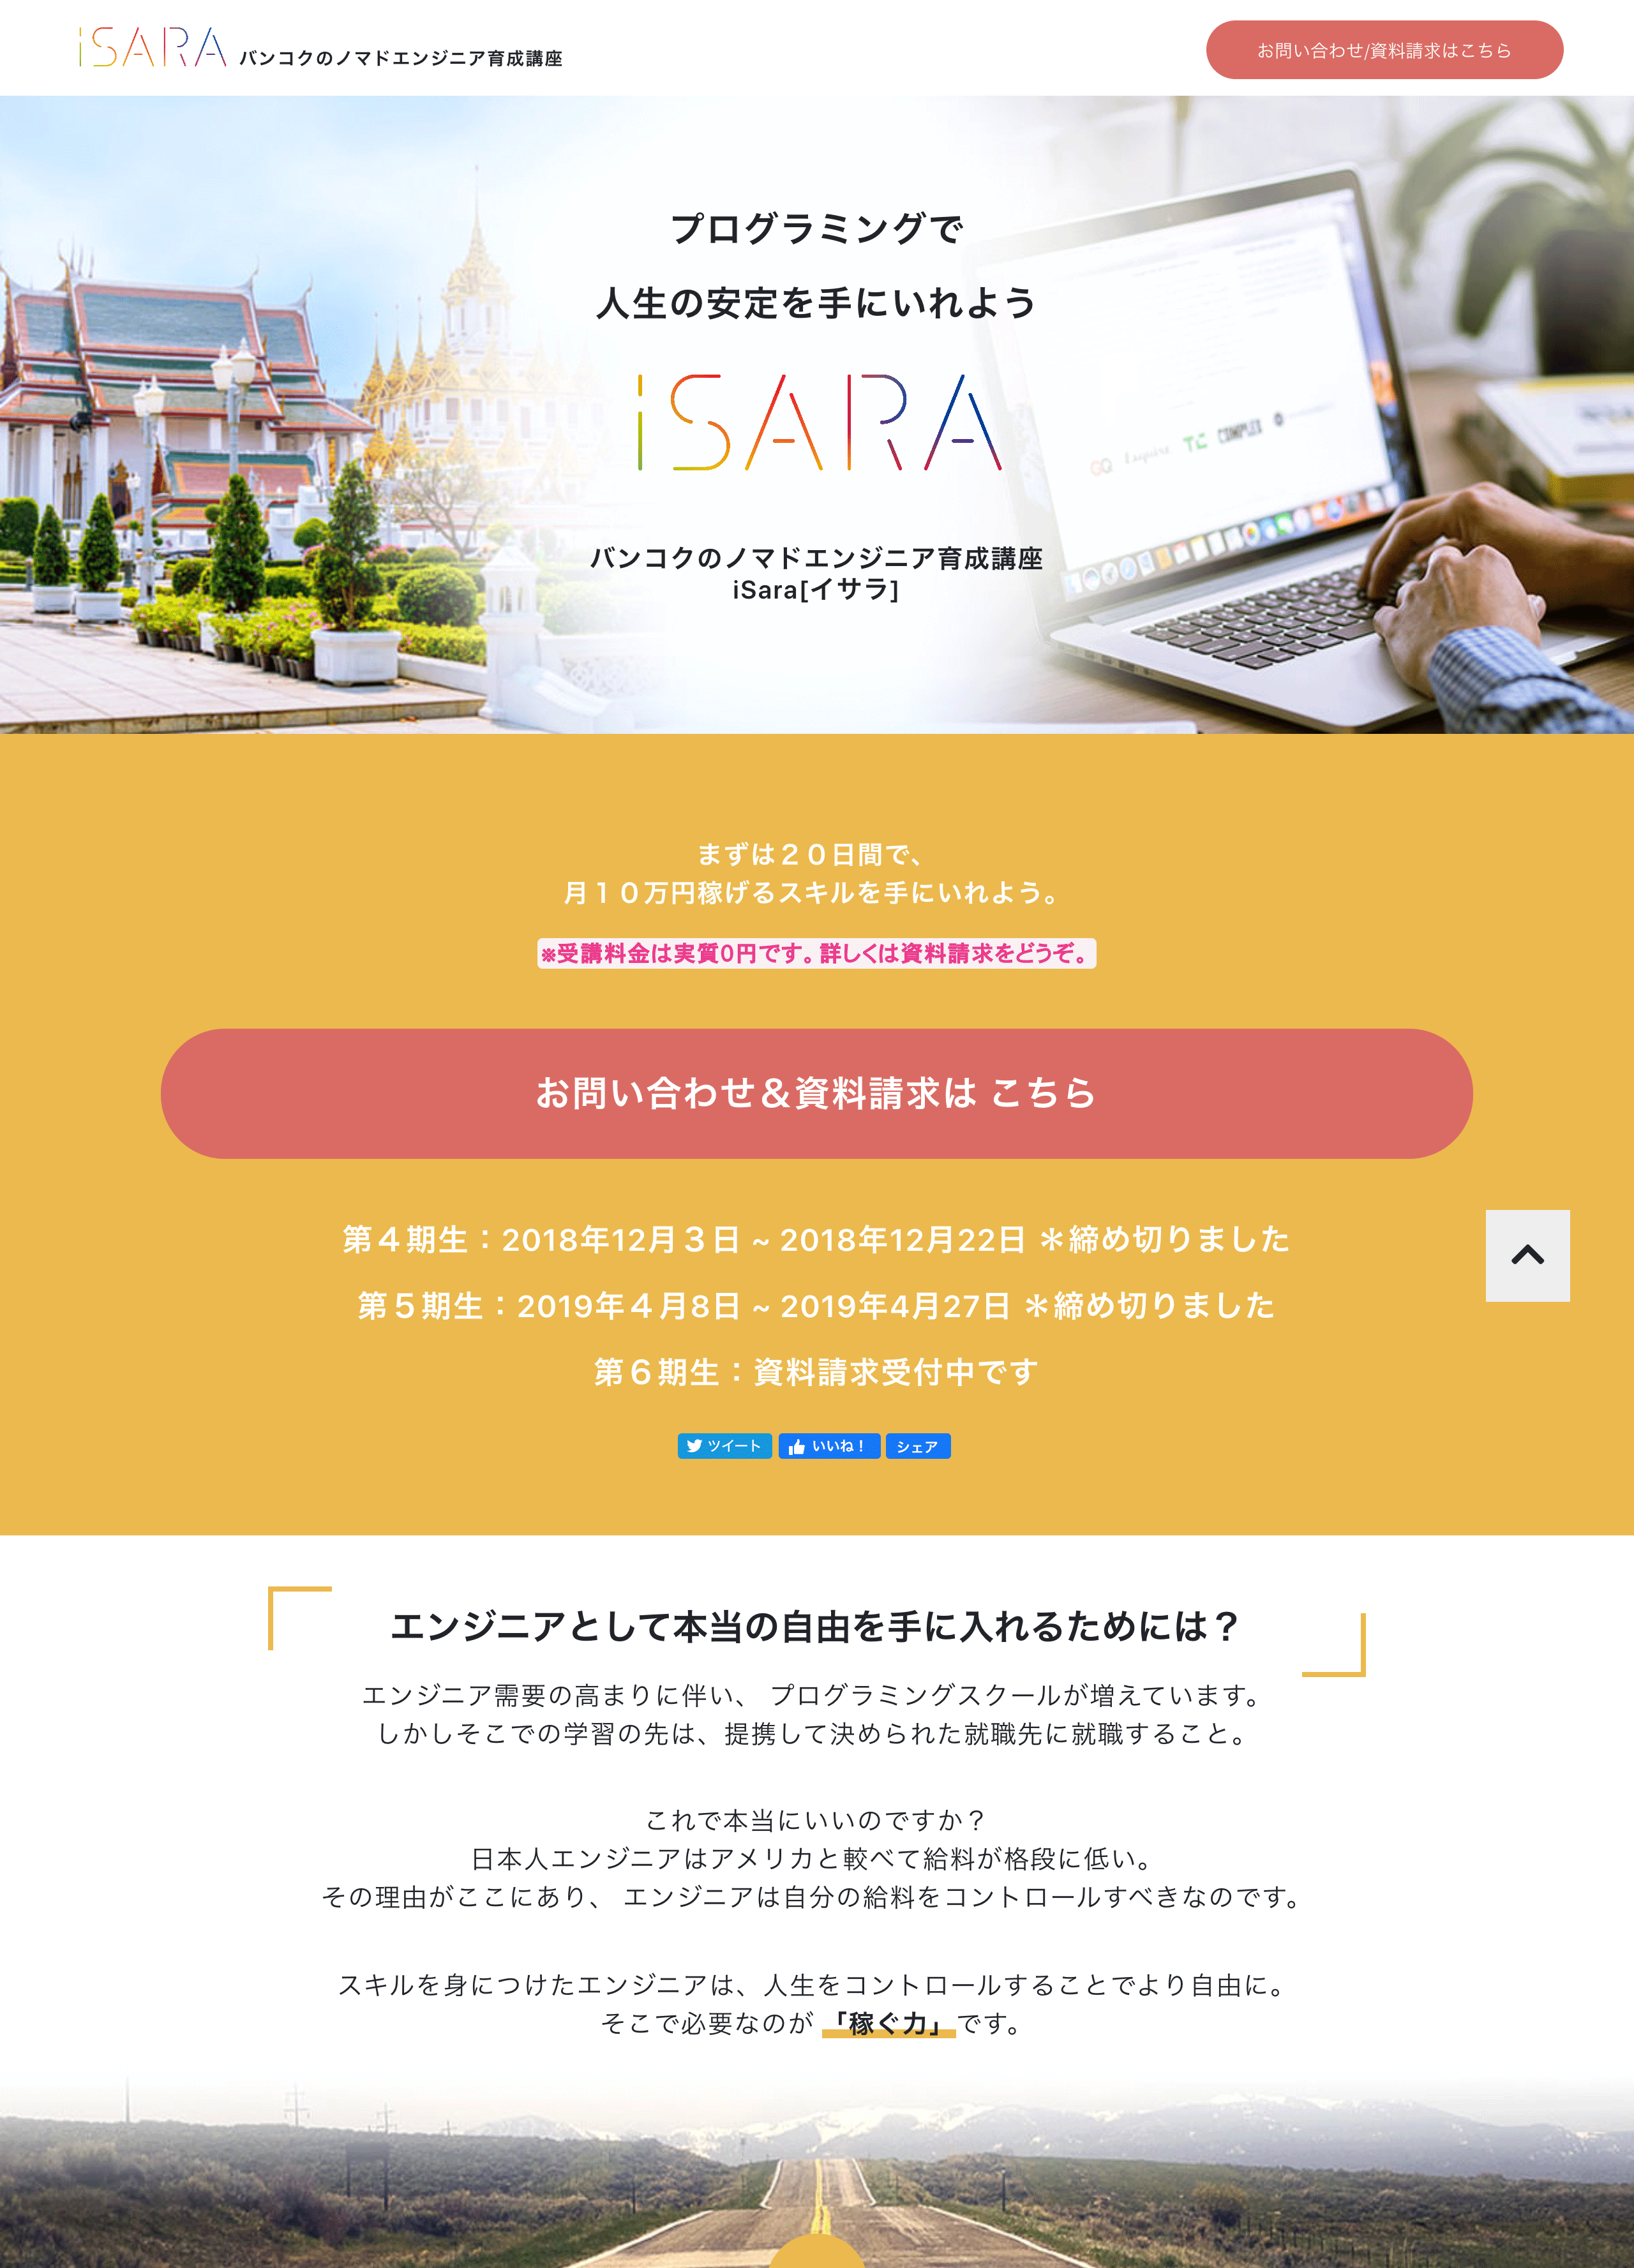 iSARA バンコクのノマドエンジニア育成講座
お問い合わせ/資料請求はこちら
プログラミングで
人生の安定を手にいれよう
iSARA
バンコクのノマドエンジニア育成講座
iSara[イサラ]
GQ Esquire TC COMPLEX
まずは２０日間で、
月１０万円稼げるスキルを手にいれよう。
※受講料金は実質0円です。詳しくは資料請求をどうぞ。
お問い合わせ＆資料請求は こちら
第４期生：2018年12月３日 ~ 2018年12月22日 ＊締め切りました
第５期生：2019年４月8日 ~ 2019年4月27日 ＊締め切りました
第６期生：資料請求受付中です
ツイート いいね！ シェア
エンジニアとして本当の自由を手に入れるためには？
エンジニア需要の高まりに伴い、 プログラミングスクールが増えています。
しかしそこでの学習の先は、提携して決められた就職先に就職すること。
これで本当にいいのですか？
日本人エンジニアはアメリカと較べて給料が格段に低い。
その理由がここにあり、 エンジニアは自分の給料をコントロールすべきなのです。
スキルを身につけたエンジニアは、人生をコントロールすることでより自由に。
そこで必要なのが 「稼ぐ力」です。